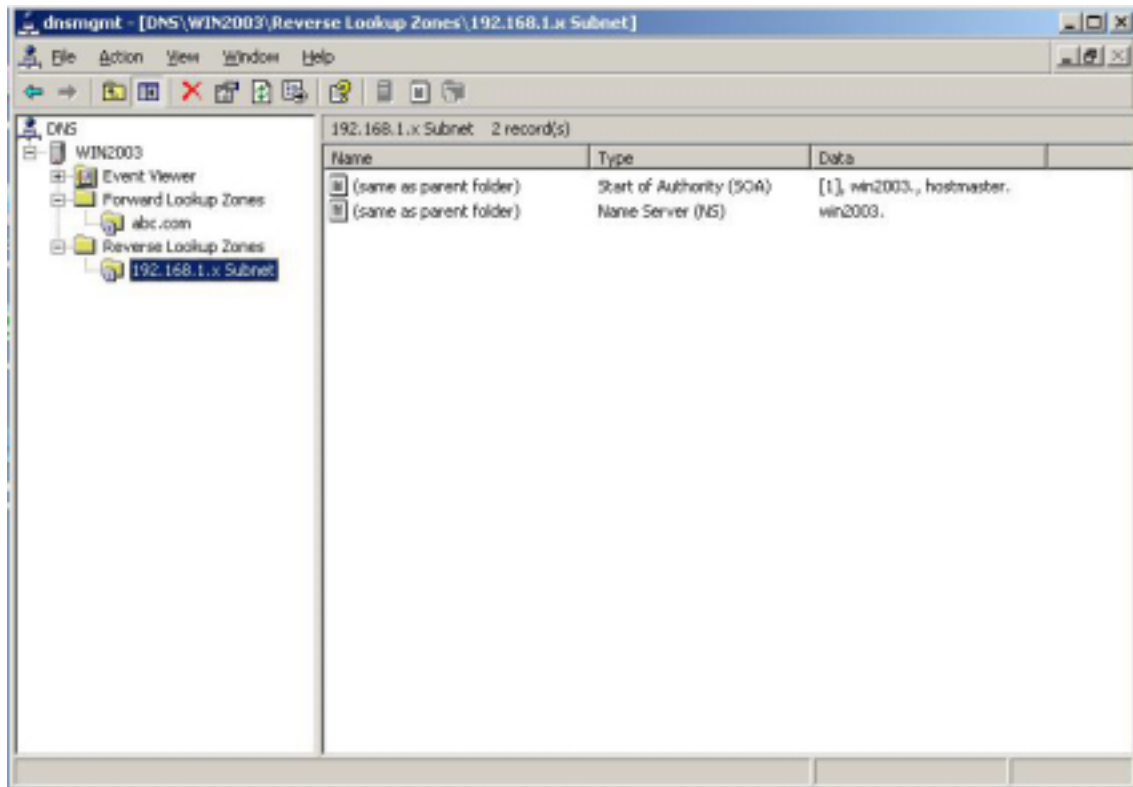 dnsmgmt - [DNS\WIN2003\Reverse Lookup Zones\192.168.1.x Subnet]
File Action View Window Help
DNS
WIN2003
Event Viewer
Forward Lookup Zones
abc.com
Reverse Lookup Zones
192.168.1.x Subnet
192.168.1.x Subnet 2 record(s)
Name Type Data
(same as parent folder) Start of Authority (SOA) [1], win2003., hostmaster.
(same as parent folder) Name Server (NS) win2003.